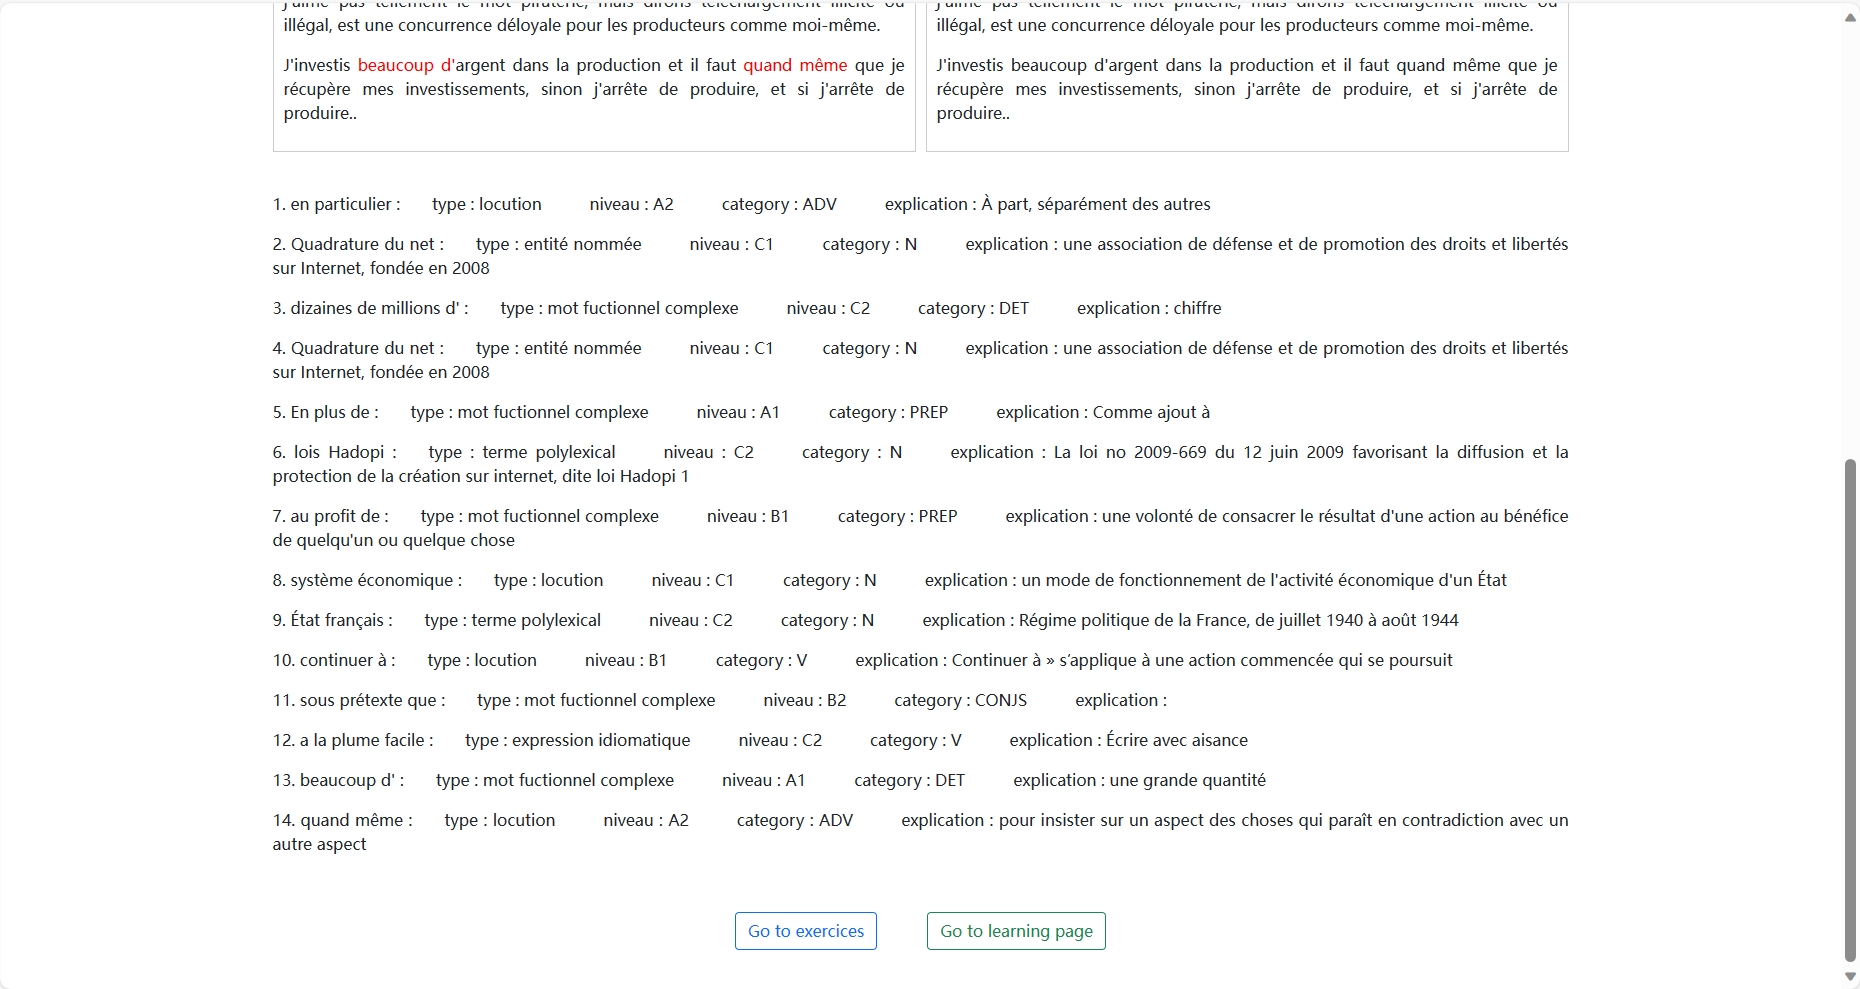 illégal, est une concurrence déloyale pour les producteurs comme moi-même.
J'investis beaucoup d'argent dans la production et il faut quand même que je
récupère mes investissements, sinon j'arrête de produire, et si j'arrête de
produire..
illégal, est une concurrence déloyale pour les producteurs comme moi-même.
J'investis beaucoup d'argent dans la production et il faut quand même que je
récupère mes investissements, sinon j'arrête de produire, et si j'arrête de
produire..
1. en particulier : type : locution niveau : A2 category : ADV explication : À part, séparément des autres
2. Quadrature du net : type : entité nommée niveau : C1 category : N explication : une association de défense et de promotion des droits et libertés
sur Internet, fondée en 2008
3. dizaines de millions d' : type : mot fuctionnel complexe niveau : C2 category : DET explication : chiffre
4. Quadrature du net : type : entité nommée niveau : C1 category : N explication : une association de défense et de promotion des droits et libertés
sur Internet, fondée en 2008
5. En plus de : type : mot fuctionnel complexe niveau : A1 category : PREP explication : Comme ajout à
6. lois Hadopi : type : terme polylexical niveau : C2 category : N explication : La loi no 2009-669 du 12 juin 2009 favorisant la diffusion et la
protection de la création sur internet, dite loi Hadopi 1
7. au profit de : type : mot fuctionnel complexe niveau : B1 category : PREP explication : une volonté de consacrer le résultat d'une action au bénéfice
de quelqu'un ou quelque chose
8. système économique : type : locution niveau : C1 category : N explication : un mode de fonctionnement de l'activité économique d'un État
9. État français : type : terme polylexical niveau : C2 category : N explication : Régime politique de la France, de juillet 1940 à août 1944
10. continuer à : type : locution niveau : B1 category : V explication : Continuer à » s’applique à une action commencée qui se poursuit
11. sous prétexte que : type : mot fuctionnel complexe niveau : B2 category : CONJS explication :
12. a la plume facile : type : expression idiomatique niveau : C2 category : V explication : Écrire avec aisance
13. beaucoup d' : type : mot fuctionnel complexe niveau : A1 category : DET explication : une grande quantité
14. quand même : type : locution niveau : A2 category : ADV explication : pour insister sur un aspect des choses qui paraît en contradiction avec un
autre aspect
Go to exercices
Go to learning page